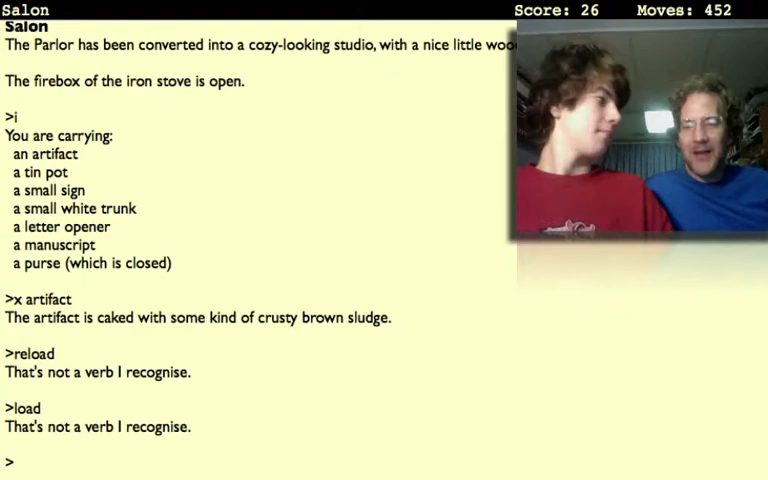 Salon Score: 26 Moves: 452
Salon
The Parlor has been converted into a cozy-looking studio, with a nice little
The firebox of the iron stove is open.
>i
You are carrying:
an artifact
a tin pot
a small sign
a small white trunk
a letter opener
a manuscript
a purse (which is closed)
>x artifact
The artifact is caked with some kind of crusty brown sludge.
>reload
That's not a verb I recognise.
>load
That's not a verb I recognise.
>